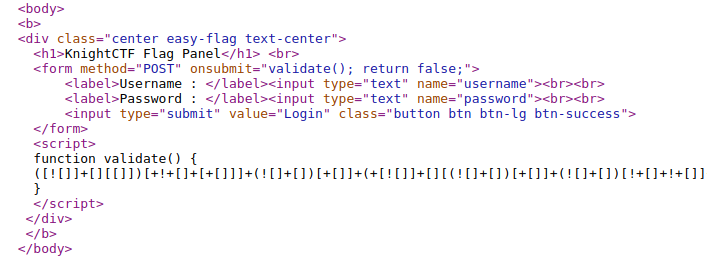 <body>
<b>
<div class="center easy-flag text-center">
<h1>KnightCTF Flag Panel</h1> <br>
<form method="POST" onsubmit="validate(); return false;">
<label>Username : </label><input type="text" name="username"><br><br>
<label>Password : </label><input type="text" name="password"><br><br>
<input type="submit" value="Login" class="button btn btn-lg btn-success">
</form>
<script>
function validate() {
([![]]+[][[]])[+!+[]+[+[]]]+(![]+[])[+[]]+(+[![]]+[][(![]+[])[+[]]+(![]+[])[!+[]+!+[]]
}
</script>
</div>
</b>
</body>